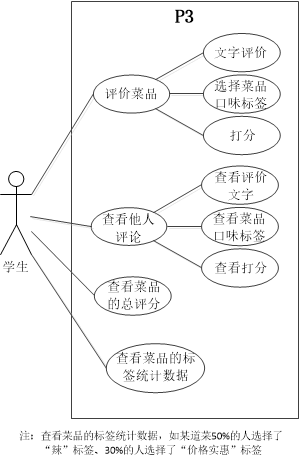 P3
文字评价
评价菜品
选择菜品
口味标签
打分
查看评价
文字
查看他人
评论
查看菜品
口味标签
查看打分
学生
查看菜品
的总评分
查看菜品的标
签统计数据
注：查看菜品的标签统计数据，如某道菜50%的人选择了
“辣”标签、30%的人选择了“价格实惠”标签